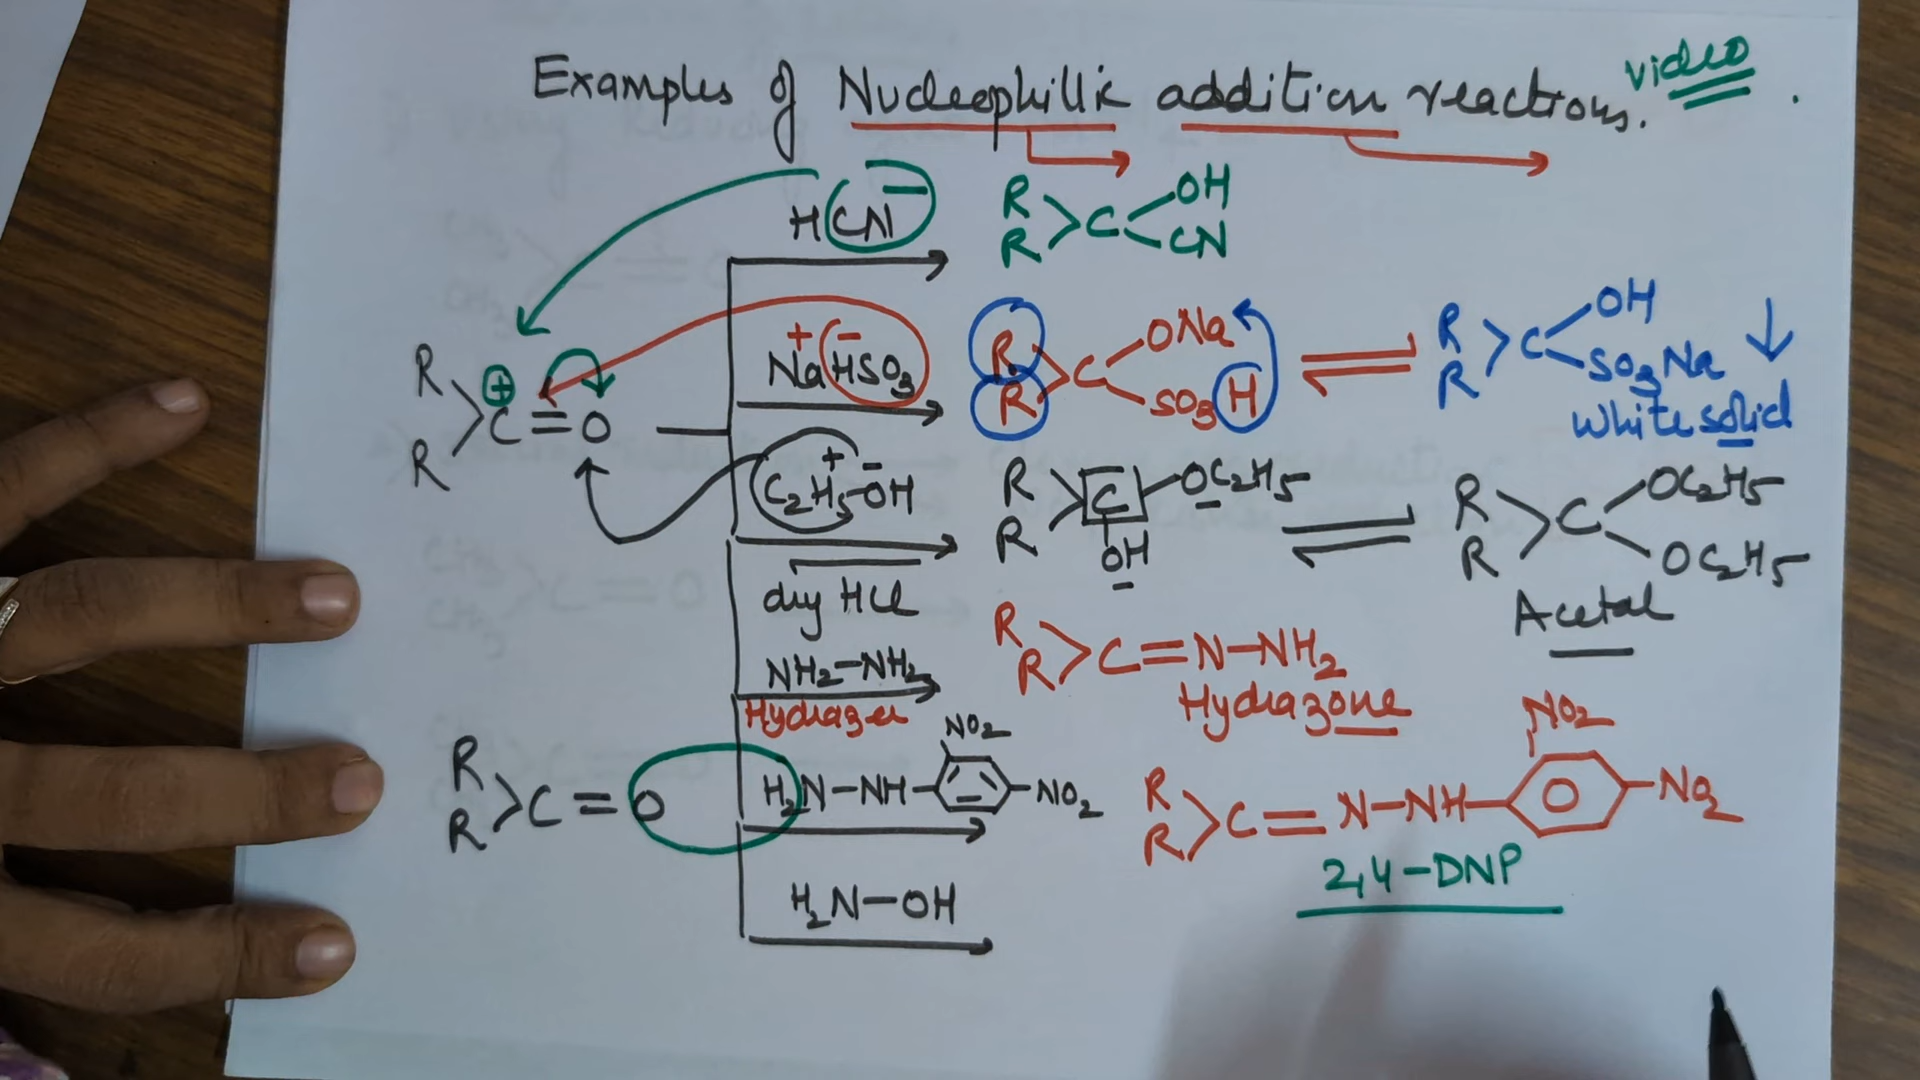 Examples of Nucleophillic addition reactions. video
HCN⁻
R R >C< OH CN
R R >C⊕=O
Na⁺ ⁻HSO₃
R R >C< ONa SO₃H ⇌ R R >C< OH SO₃Na ↓
White solid
C₂H₅⁺-⁻OH
dry HCl
R R >C-OC₂H₅ OH ⇌ R R >C< OC₂H₅ OC₂H₅
Acetal
NH₂-NH₂
R R >C=N-NH₂
Hydrazone
R R >C=O
H₂N-NH- NO₂ -NO₂
R R >C=N-NH- NO₂ -NO₂
2,4-DNP
H₂N-OH